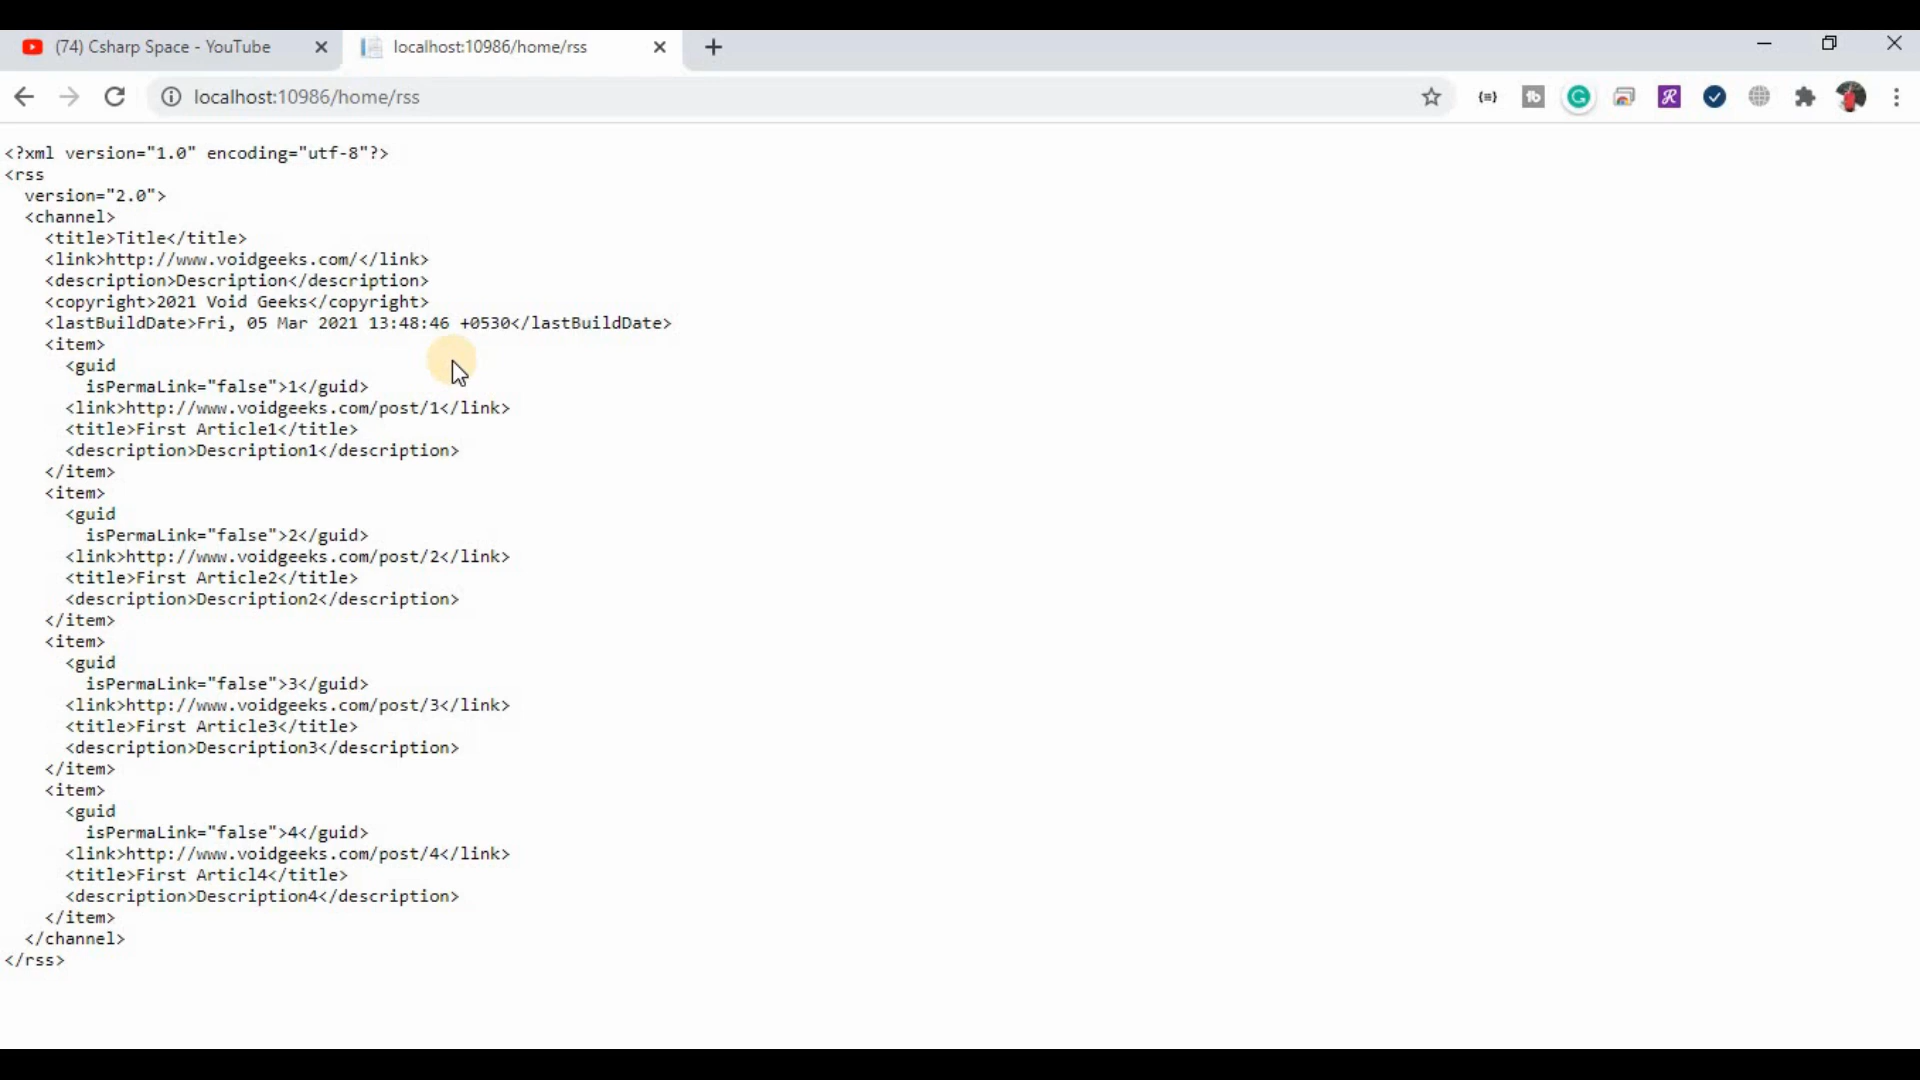 (74) Csharp Space - YouTube
localhost:10986/home/rss
localhost:10986/home/rss
<?xml version="1.0" encoding="utf-8"?>
<rss
version="2.0">
<channel>
<title>Title</title>
<link>http://www.voidgeeks.com/</link>
<description>Description</description>
<copyright>2021 Void Geeks</copyright>
<lastBuildDate>Fri, 05 Mar 2021 13:48:46 +0530</lastBuildDate>
<item>
<guid
isPermaLink="false">1</guid>
<link>http://www.voidgeeks.com/post/1</link>
<title>First Article1</title>
<description>Description1</description>
</item>
<item>
<guid
isPermaLink="false">2</guid>
<link>http://www.voidgeeks.com/post/2</link>
<title>First Article2</title>
<description>Description2</description>
</item>
<item>
<guid
isPermaLink="false">3</guid>
<link>http://www.voidgeeks.com/post/3</link>
<title>First Article3</title>
<description>Description3</description>
</item>
<item>
<guid
isPermaLink="false">4</guid>
<link>http://www.voidgeeks.com/post/4</link>
<title>First Articl4</title>
<description>Description4</description>
</item>
</channel>
</rss>